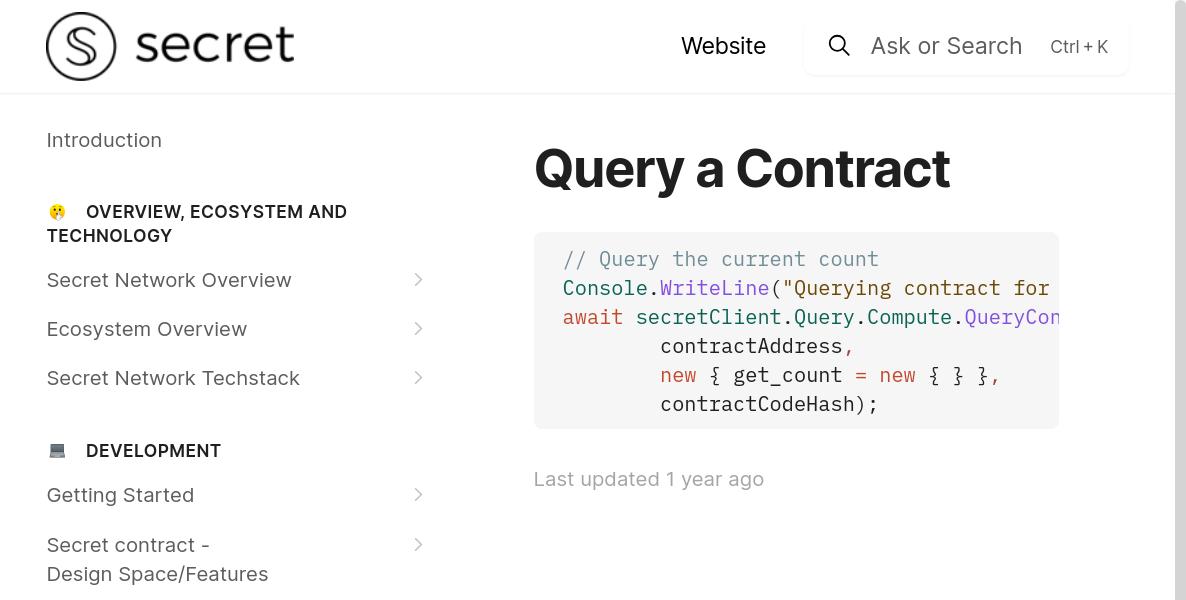 secret
Website
Ask or Search Ctrl + K
Introduction
OVERVIEW, ECOSYSTEM AND
TECHNOLOGY
Secret Network Overview
Ecosystem Overview
Secret Network Techstack
DEVELOPMENT
Getting Started
Secret contract -
Design Space/Features
Query a Contract
// Query the current count
Console.WriteLine("Querying contract for
await secretClient.Query.Compute.QueryCon
contractAddress,
new { get_count = new { } },
contractCodeHash);
Last updated 1 year ago